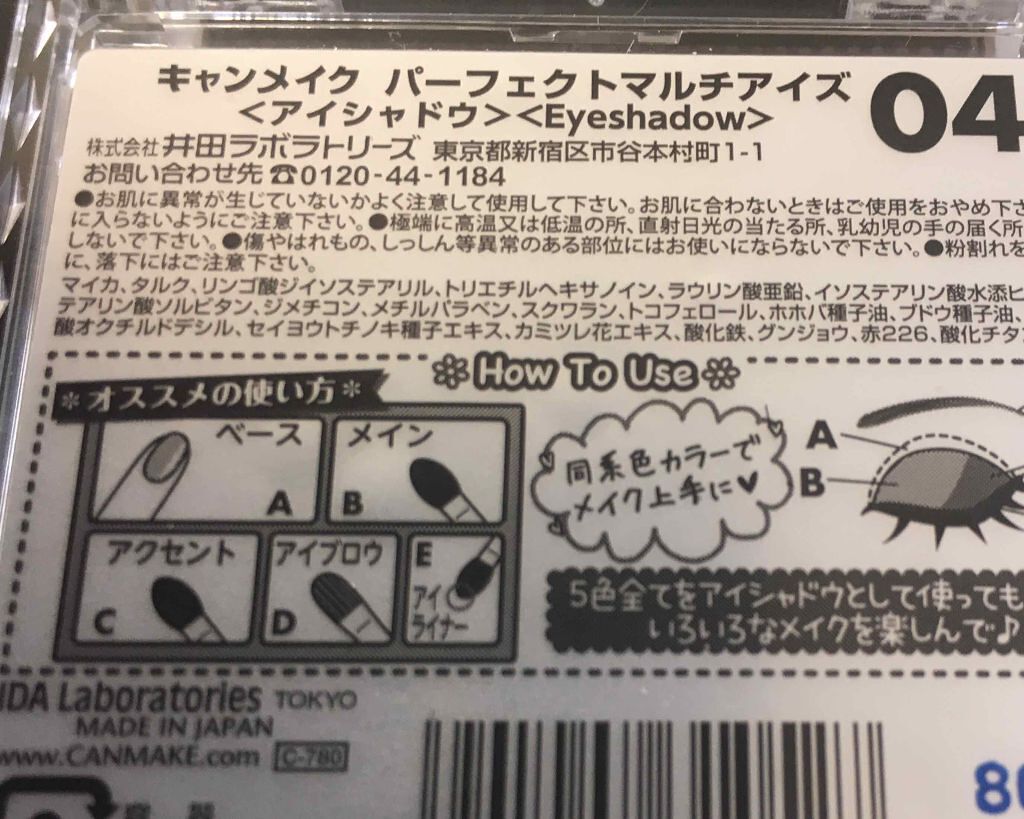 キャンメイク パーフェクトマルチアイズ
<アイシャドウ><Eyeshadow>
04
株式会社 井田ラボラトリーズ 東京都新宿区市谷本村町1-1
お問い合わせ先 ☎0120-44-1184
●お肌に異常が生じていないかよく注意して使用して下さい。お肌に合わないときはご使用をおやめ下さ
に入らないようにご注意下さい。●極端に高温又は低温の所、直射日光の当たる所、乳幼児の手の届く所
しないで下さい。●傷やはれもの、しっしん等異常のある部位にはお使いにならないで下さい。●粉割れを
に、落下にはご注意下さい。
マイカ、タルク、リンゴ酸ジイソステアリル、トリエチルヘキサノイン、ラウリン酸亜鉛、イソステアリン酸水添ヒ
テアリン酸ソルビタン、ジメチコン、メチルパラベン、スクワラン、トコフェロール、ホホバ種子油、ブドウ種子油、
酸オクチルドデシル、セイヨウトチノキ種子エキス、カミツレ花エキス、酸化鉄、グンジョウ、赤226、酸化チタ
How To Use
*オススメの使い方*
ベース
A
メイン
B
アクセント
C
アイブロウ
D
E
アイライナー
同系色カラーで
メイク上手に♥
A
B
5色全てをアイシャドウとして使っても
いろいろなメイクを楽しんで♪
IDA Laboratories TOKYO
MADE IN JAPAN
www.CANMAKE.com C-780
80